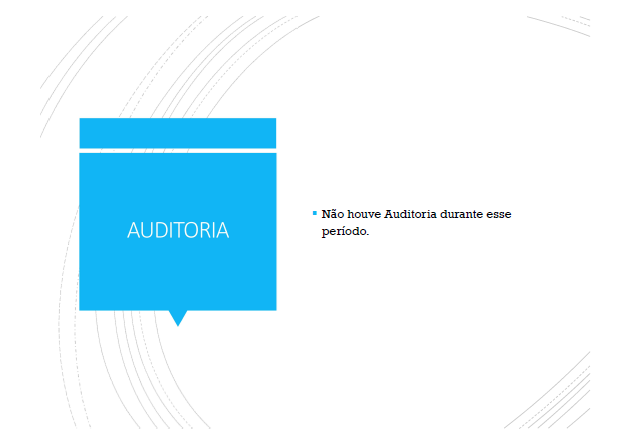 AUDITORIA
Não houve Auditoria durante esse
período.